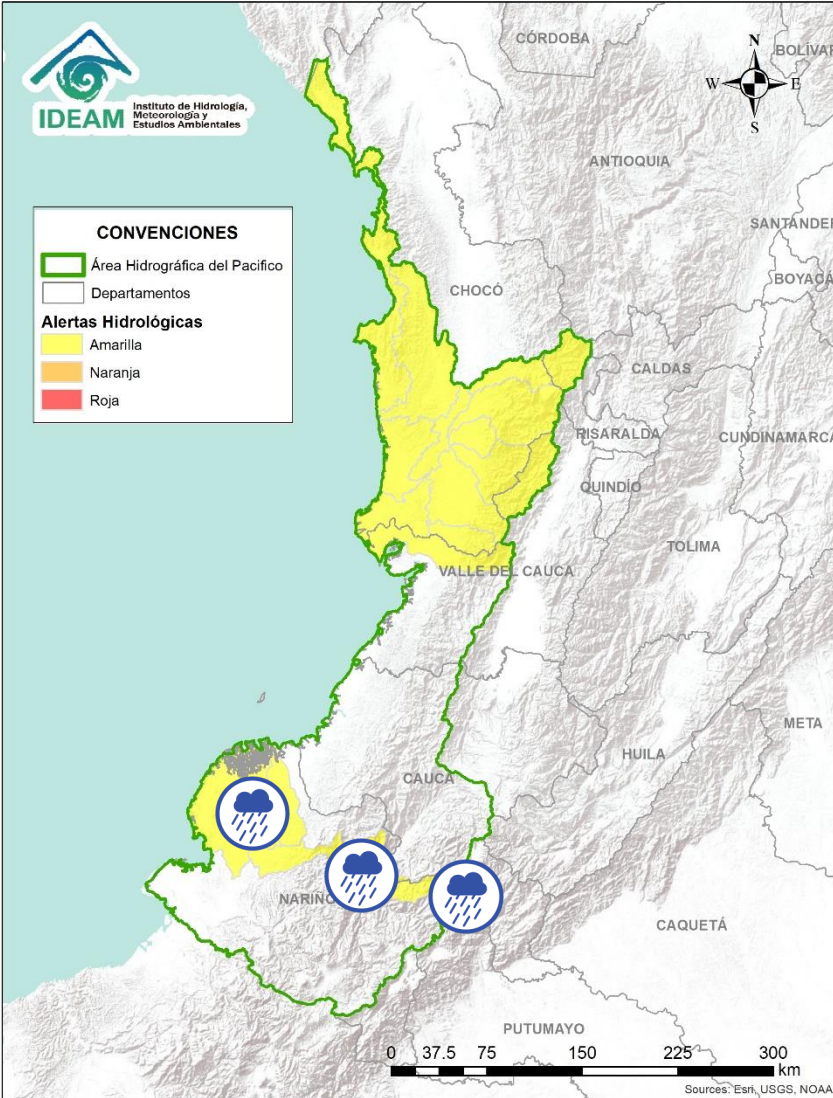 IDEAM
Instituto de Hidrología,
Meteorología y
Estudios Ambientales
CÓRDOBA
BOLÍVAR
N
W
E
S
ANTIOQUIA
SANTANDER
BOYACÁ
CONVENCIONES
Área Hidrográfica del Pacifico
Departamentos
Alertas Hidrológicas
Amarilla
Naranja
Roja
CHOCÓ
CALDAS
RISARALDA
CUNDINAMARCA
QUINDÍO
TOLIMA
VALLE DEL CAUCA
META
HUILA
CAUCA
NARIÑO
CAQUETÁ
PUTUMAYO
0 37.5 75 150 225 300
km
Sources: Esri, USGS, NOAA